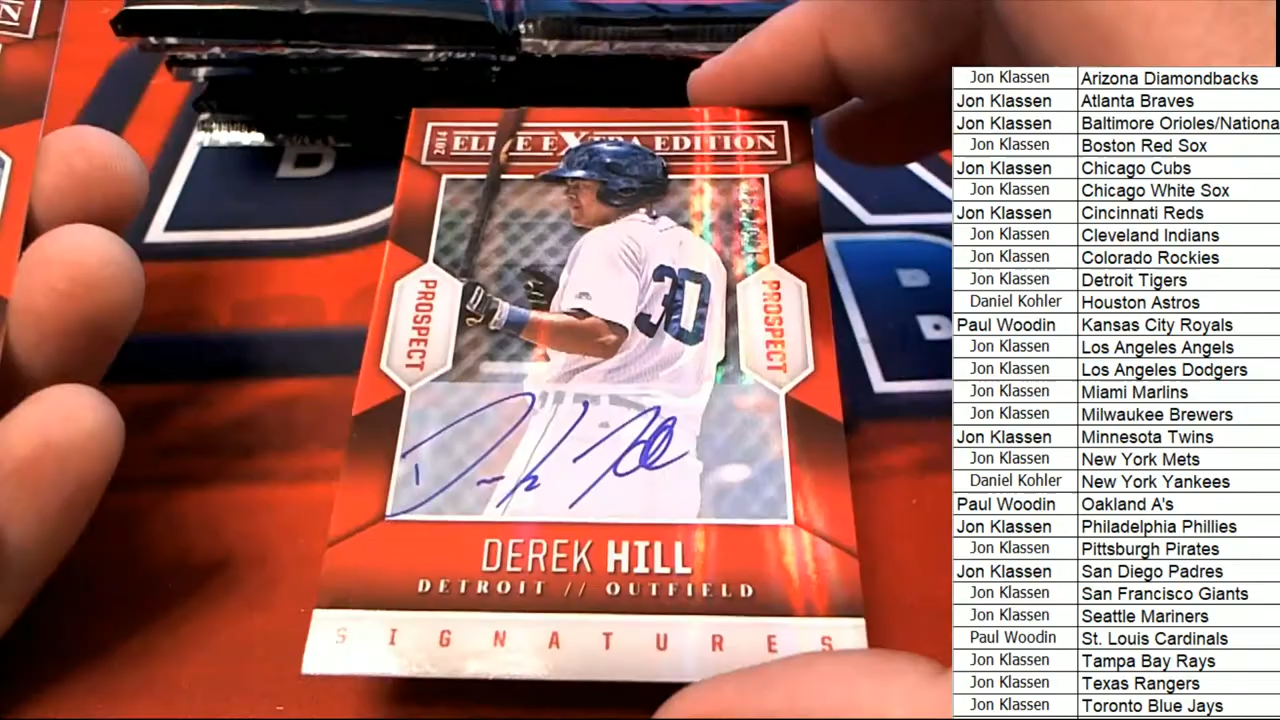 2014 ELITE EXTRA EDITION
30
PROSPECT
PROSPECT
Derek Hill
DEREK HILL
DETROIT // OUTFIELD
SIGNATURES
B
N
Jon Klassen Arizona Diamondbacks
Jon Klassen Atlanta Braves
Jon Klassen Baltimore Orioles/Nationa
Jon Klassen Boston Red Sox
Jon Klassen Chicago Cubs
Jon Klassen Chicago White Sox
Jon Klassen Cincinnati Reds
Jon Klassen Cleveland Indians
Jon Klassen Colorado Rockies
Jon Klassen Detroit Tigers
Daniel Kohler Houston Astros
Paul Woodin Kansas City Royals
Jon Klassen Los Angeles Angels
Jon Klassen Los Angeles Dodgers
Jon Klassen Miami Marlins
Jon Klassen Milwaukee Brewers
Jon Klassen Minnesota Twins
Jon Klassen New York Mets
Daniel Kohler New York Yankees
Paul Woodin Oakland A's
Jon Klassen Philadelphia Phillies
Jon Klassen Pittsburgh Pirates
Jon Klassen San Diego Padres
Jon Klassen San Francisco Giants
Jon Klassen Seattle Mariners
Paul Woodin St. Louis Cardinals
Jon Klassen Tampa Bay Rays
Jon Klassen Texas Rangers
Jon Klassen Toronto Blue Jays